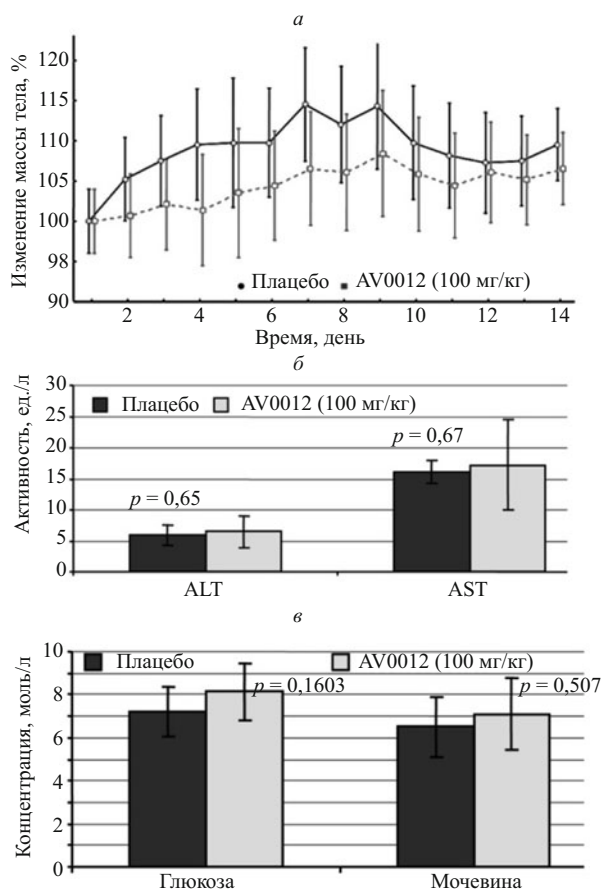 а
Изменение массы тела, %
120
110
105
100
98
90
Плацебо AV0012 (100 мг/кг)
2 4 6 8 10 12 14
Время, день
б
Активность, ед./л
30
25
20
15
10
5
0
Плацебо AV0012 (100 мг/кг)
p = 0,65
p = 0,67
ALT AST
в
Концентрация, моль/л
10
8
6
4
2
0
Плацебо AV0012 (100 мг/кг)
p = 0,1603
p = 0,507
Глюкоза Мочевина